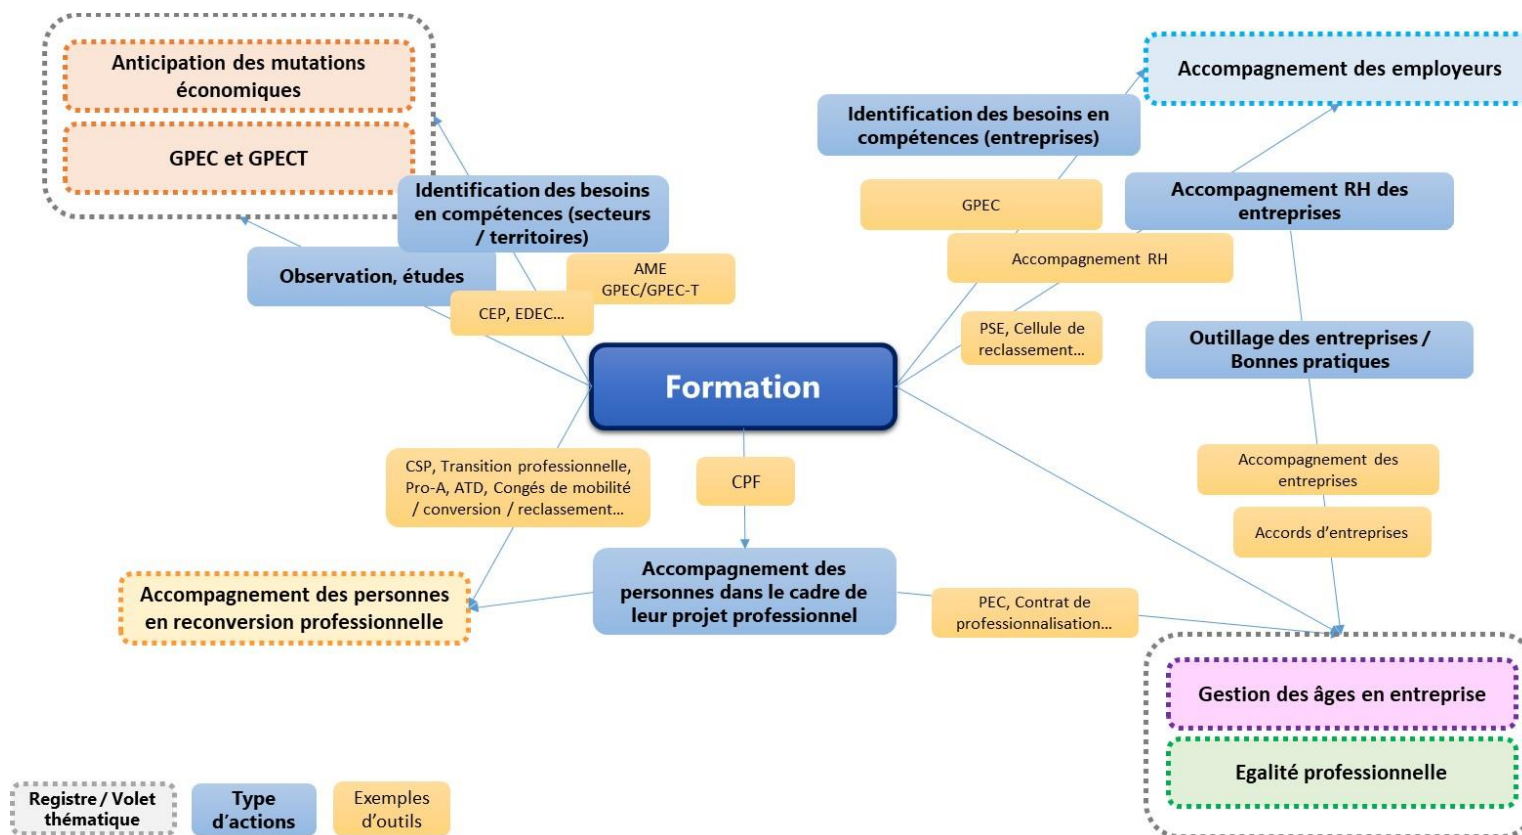 Anticipation des mutations
économiques
GPEC et GPECT
Identification des besoins
en compétences (secteurs
/ territoires)
Observation, études
AME
GPEC/GPEC-T
CEP, EDEC…
Accompagnement des employeurs
Identification des besoins en
compétences (entreprises)
GPEC
Accompagnement RH des
entreprises
Accompagnement RH
PSE, Cellule de
reclassement…
Outillage des entreprises /
Bonnes pratiques
Formation
CSP, Transition professionnelle,
Pro-A, ATD, Congés de mobilité
/ conversion / reclassement…
CPF
Accompagnement des
entreprises
Accords d’entreprises
Accompagnement des personnes
en reconversion professionnelle
Accompagnement des
personnes dans le cadre de
leur projet professionnel
PEC, Contrat de
professionnalisation…
Gestion des âges en entreprise
Egalité professionnelle
Registre / Volet
thématique
Type
d’actions
Exemples
d’outils